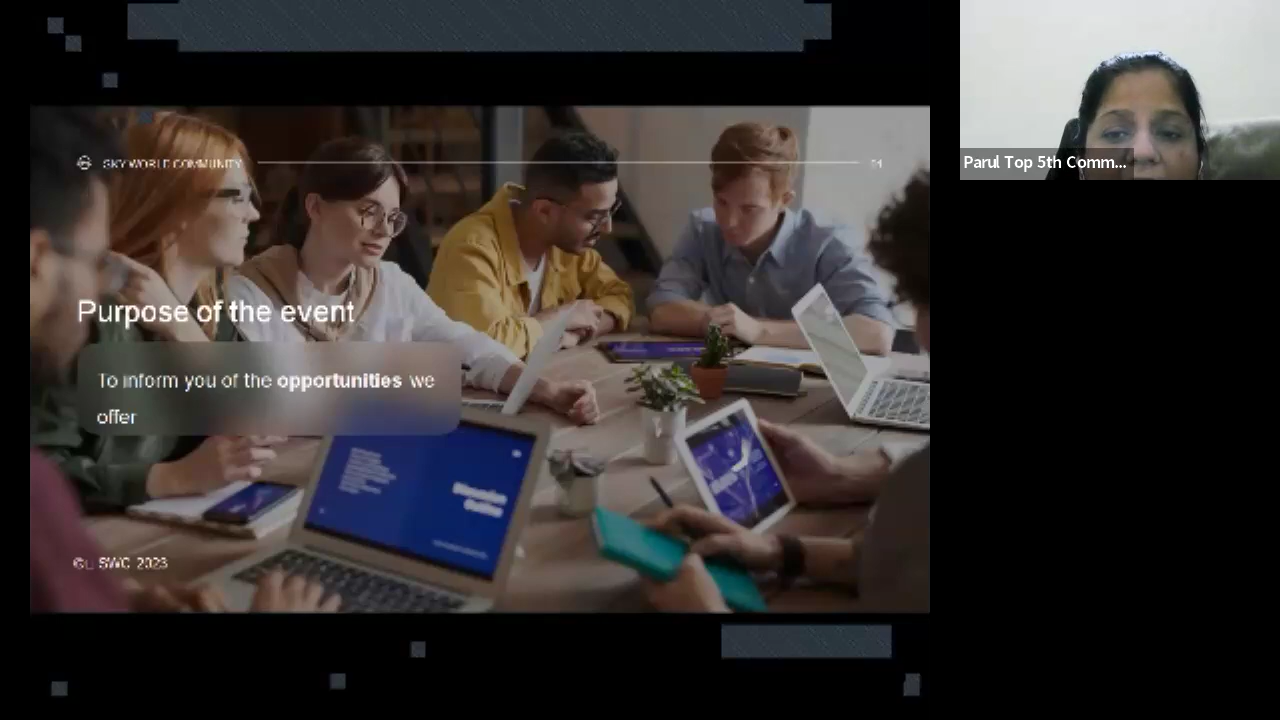 SKY WORLD COMMUNITY
Purpose of the event
To inform you of the opportunities we
offer
SWC 2023
Parul Top 5th Comm...